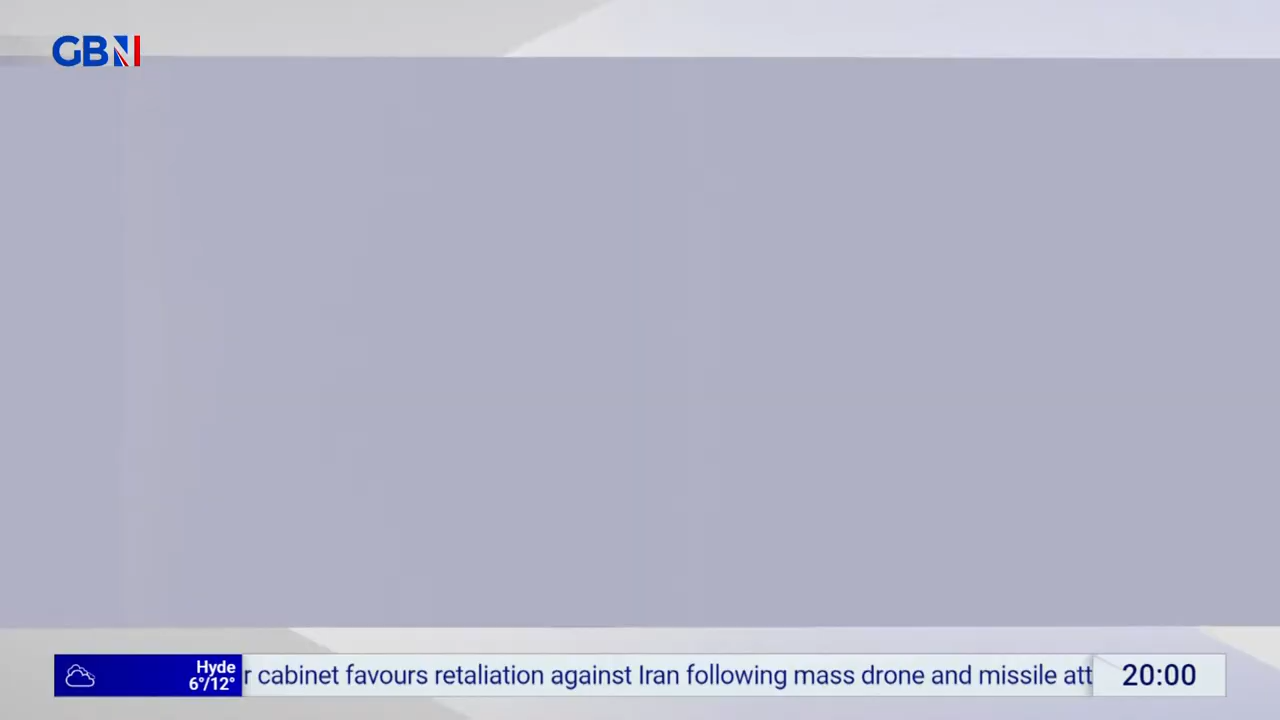 GBN
Hyde
6°/12°
r cabinet favours retaliation against Iran following mass drone and missile att
20:00